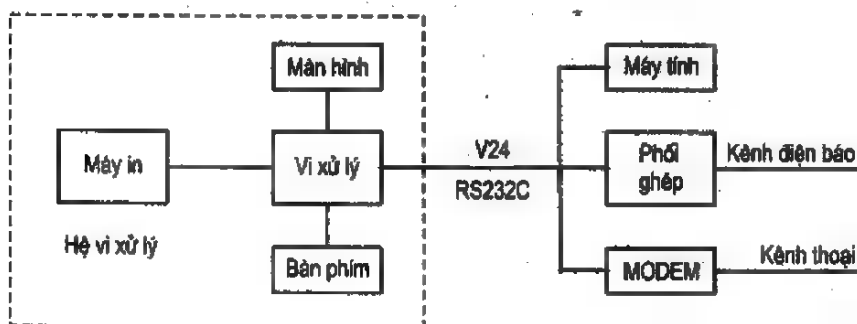 Màn hình
Máy tính
Máy in
Vi xử lý
V24
RS232C
Phối
ghép
Kênh điện báo
Hệ vi xử lý
Bàn phím
MODEM
Kênh thoại